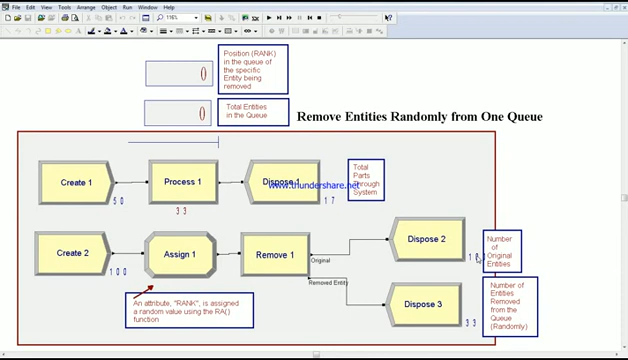 File Edit View Tools Arrange Object Run Window Help
116%
0
Position (RANK)
in the queue of
the specific
Entity being
removed
0
Total Entities
in the Queue
Remove Entities Randomly from One Queue
Create 1
50
Process 1
33
Dispose 1
17
www.thundershare.net
Total
Parts
Through
System
Create 2
100
Assign 1
Remove 1
Original
Removed Entity
Dispose 2
Number
of
Original
Entities
Dispose 3
33
Number of
Entities
Removed
from the
Queue
(Randomly)
An attribute, "RANK", is assigned
a random value using the RA()
function